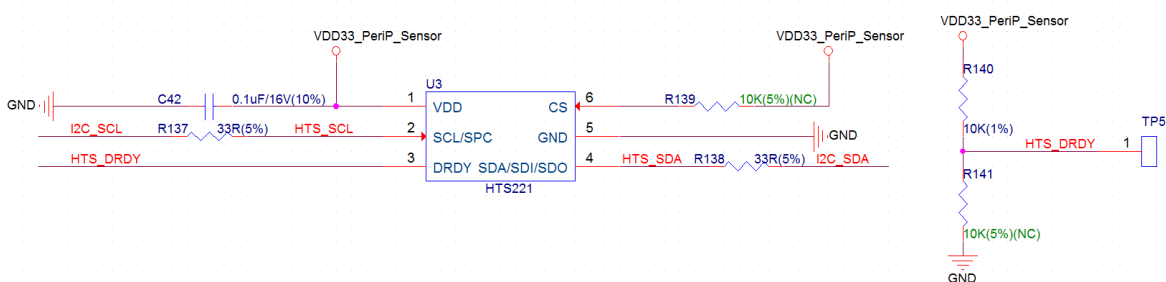 VDD33_PeriP_Sensor
VDD33_PeriP_Sensor
VDD33_PeriP_Sensor
U3
R140
GND
C42
0.1uF/16V(10%)
1
VDD
CS
6
R139
10K(5%)(NC)
I2C_SCL
R137
33R(5%)
HTS_SCL
2
SCL/SPC
GND
5
GND
10K(1%)
TP5
HTS_DRDY
3
DRDY
SDA/SDI/SDO
4
HTS_SDA
R138
33R(5%)
I2C_SDA
HTS_DRDY
1
HTS221
R141
10K(5%)(NC)
GND